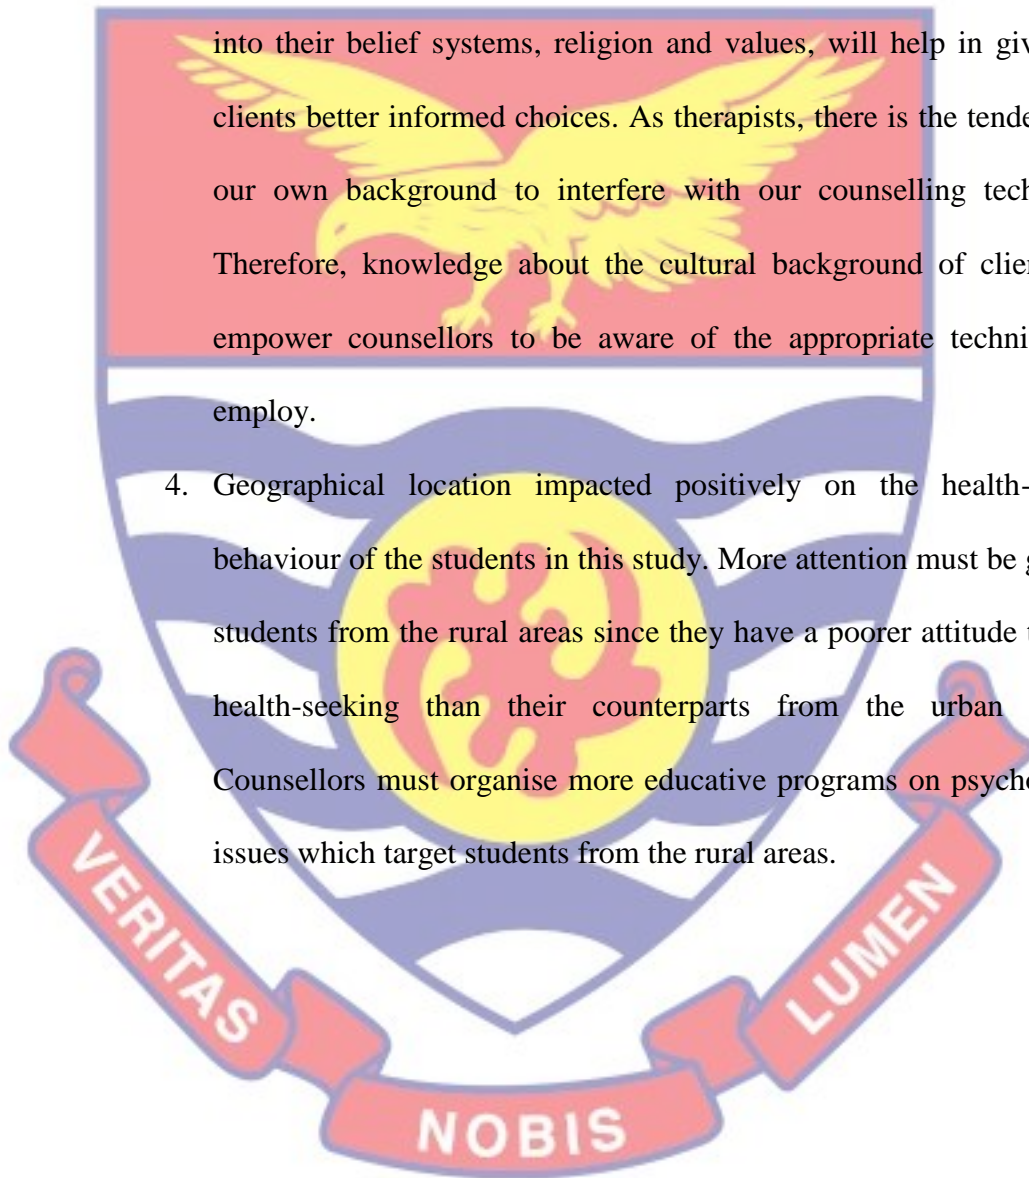 into their belief systems, religion and values, will help in giv
clients better informed choices. As therapists, there is the tende
our own background to interfere with our counselling tech
Therefore, knowledge about the cultural background of clien
empower counsellors to be aware of the appropriate techni
employ.
4. Geographical location impacted positively on the health-
behaviour of the students in this study. More attention must be g
students from the rural areas since they have a poorer attitude t
health-seeking than their counterparts from the urban
Counsellors must organise more educative programs on psycho
issues which target students from the rural areas.
VERITAS
NOBIS
LUMEN